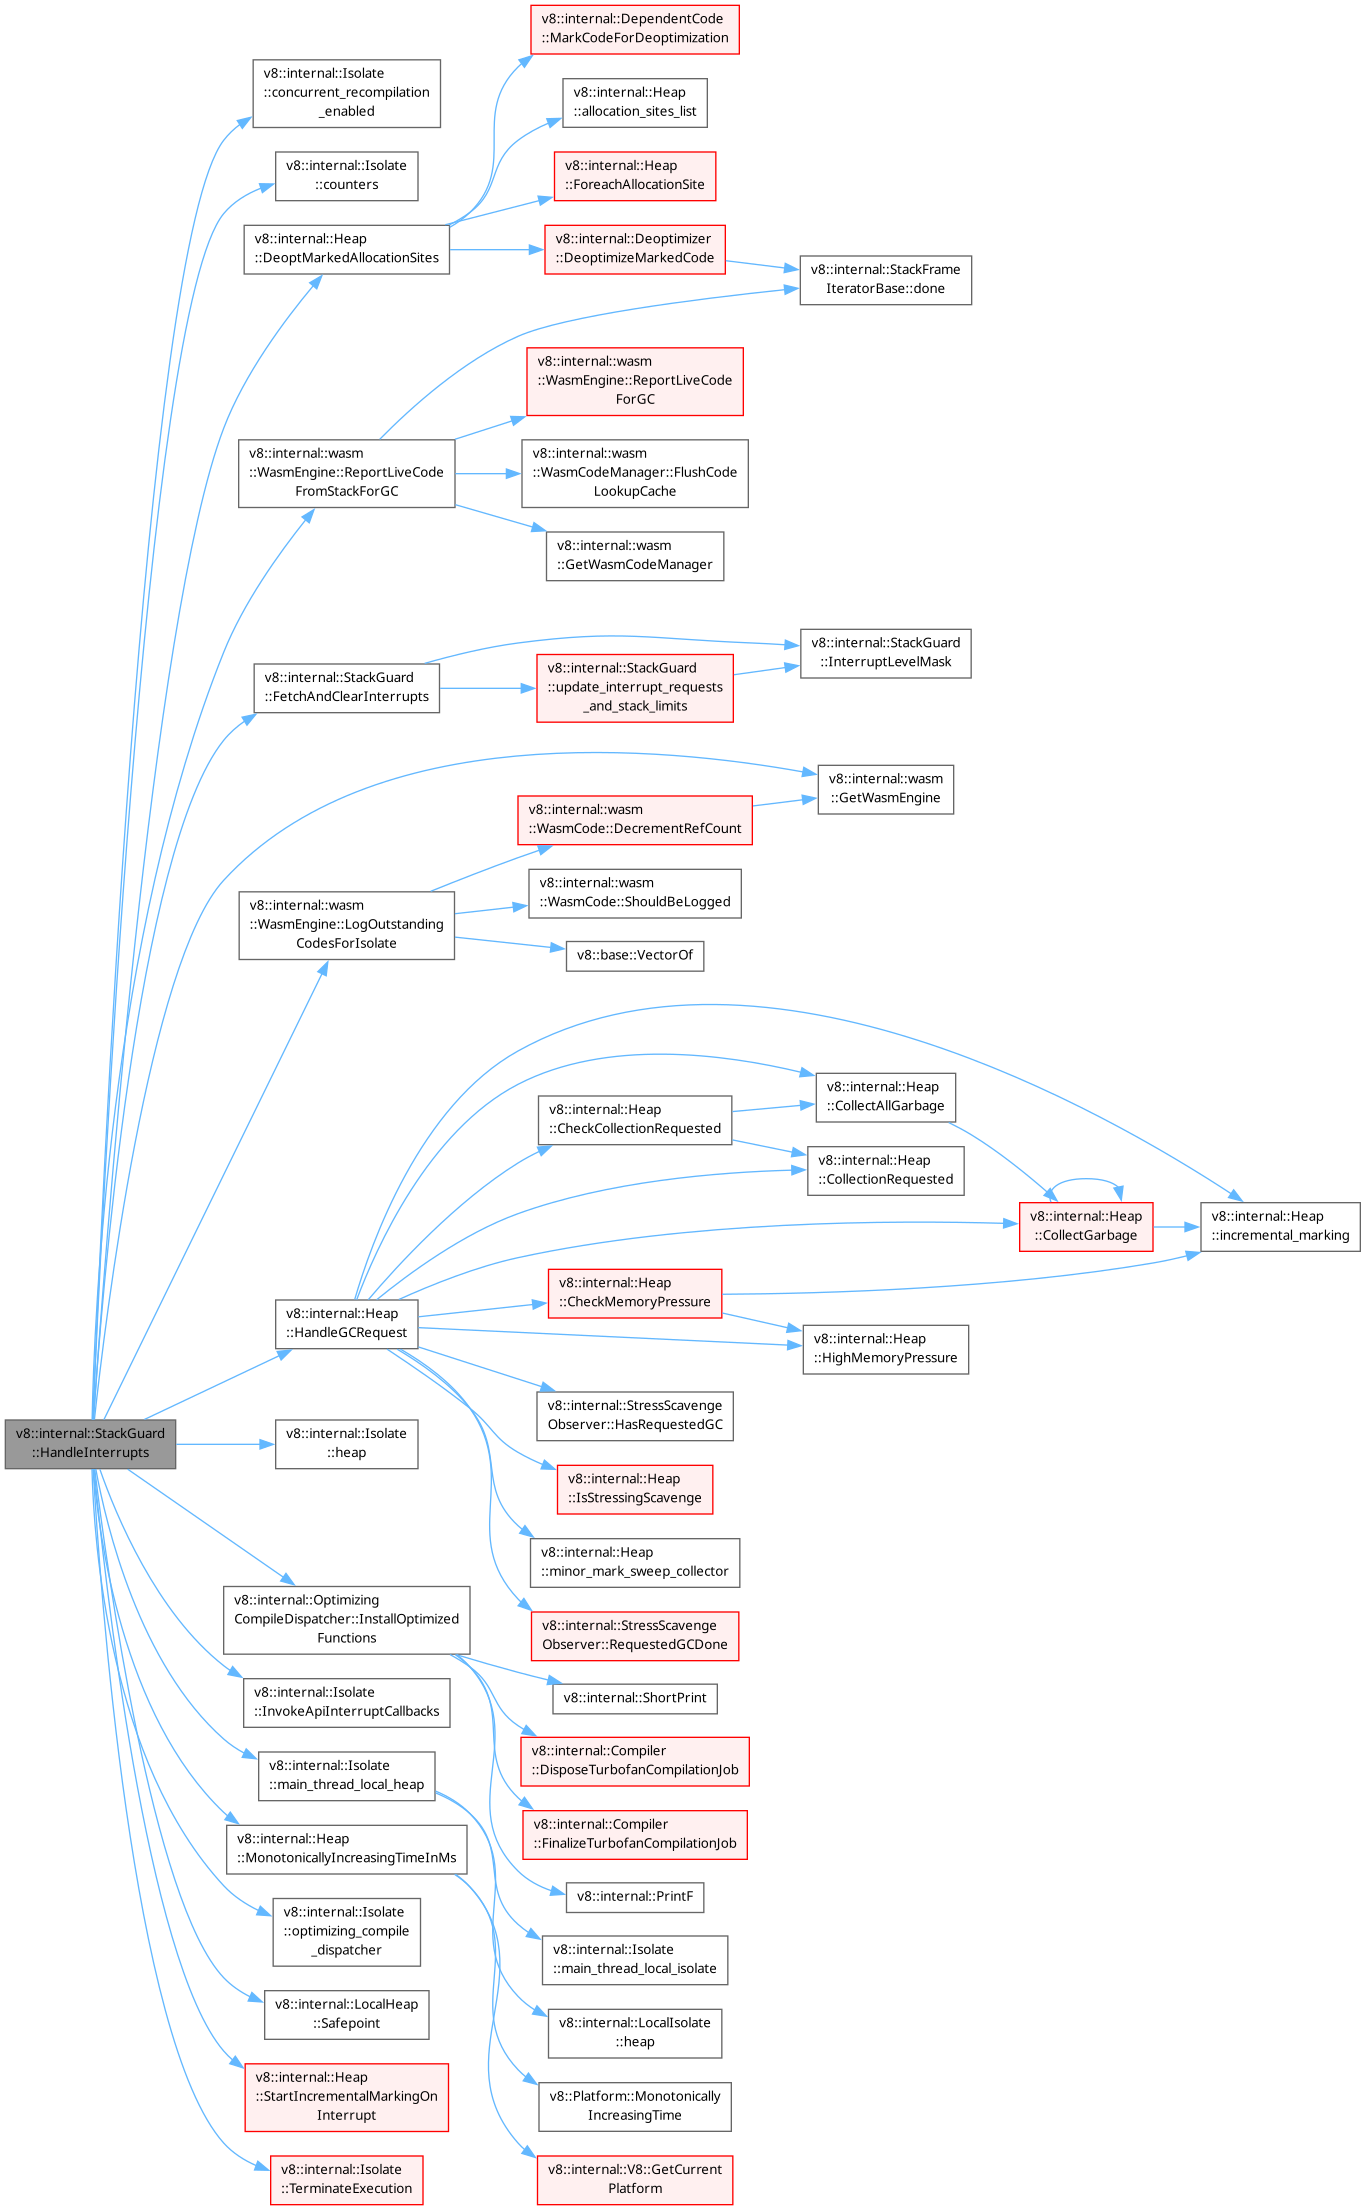 v8::internal::DependentCode
::MarkCodeForDeoptimization
v8::internal::Isolate
::concurrent_recompilation
_enabled
v8::internal::Heap
::allocation_sites_list
v8::internal::Isolate
::counters
v8::internal::Heap
::ForeachAllocationSite
v8::internal::Heap
::DeoptMarkedAllocationSites
v8::internal::Deoptimizer
::DeoptimizeMarkedCode
v8::internal::StackFrame
IteratorBase::done
v8::internal::wasm
::WasmEngine::ReportLiveCode
ForGC
v8::internal::wasm
::WasmEngine::ReportLiveCode
FromStackForGC
v8::internal::wasm
::WasmCodeManager::FlushCode
LookupCache
v8::internal::wasm
::GetWasmCodeManager
v8::internal::StackGuard
::InterruptLevelMask
v8::internal::StackGuard
::FetchAndClearInterrupts
v8::internal::StackGuard
::update_interrupt_requests
_and_stack_limits
v8::internal::wasm
::GetWasmEngine
v8::internal::wasm
::WasmCode::DecrementRefCount
v8::internal::wasm
::WasmCode::ShouldBeLogged
v8::internal::wasm
::WasmEngine::LogOutstanding
CodesForIsolate
v8::base::VectorOf
v8::internal::Heap
::CollectAllGarbage
v8::internal::Heap
::CheckCollectionRequested
v8::internal::Heap
::CollectionRequested
v8::internal::Heap
::CollectGarbage
v8::internal::Heap
::incremental_marking
v8::internal::Heap
::CheckMemoryPressure
v8::internal::Heap
::HandleGCRequest
v8::internal::Heap
::HighMemoryPressure
v8::internal::StressScavenge
Observer::HasRequestedGC
v8::internal::StackGuard
::HandleInterrupts
v8::internal::Isolate
::heap
v8::internal::Heap
::IsStressingScavenge
v8::internal::Heap
::minor_mark_sweep_collector
v8::internal::Optimizing
CompileDispatcher::InstallOptimized
Functions
v8::internal::StressScavenge
Observer::RequestedGCDone
v8::internal::Isolate
::InvokeApiInterruptCallbacks
v8::internal::ShortPrint
v8::internal::Compiler
::DisposeTurbofanCompilationJob
v8::internal::Isolate
::main_thread_local_heap
v8::internal::Compiler
::FinalizeTurbofanCompilationJob
v8::internal::Heap
::MonotonicallyIncreasingTimeInMs
v8::internal::PrintF
v8::internal::Isolate
::optimizing_compile
_dispatcher
v8::internal::Isolate
::main_thread_local_isolate
v8::internal::LocalHeap
::Safepoint
v8::internal::LocalIsolate
::heap
v8::internal::Heap
::StartIncrementalMarkingOn
Interrupt
v8::Platform::Monotonically
IncreasingTime
v8::internal::Isolate
::TerminateExecution
v8::internal::V8::GetCurrent
Platform